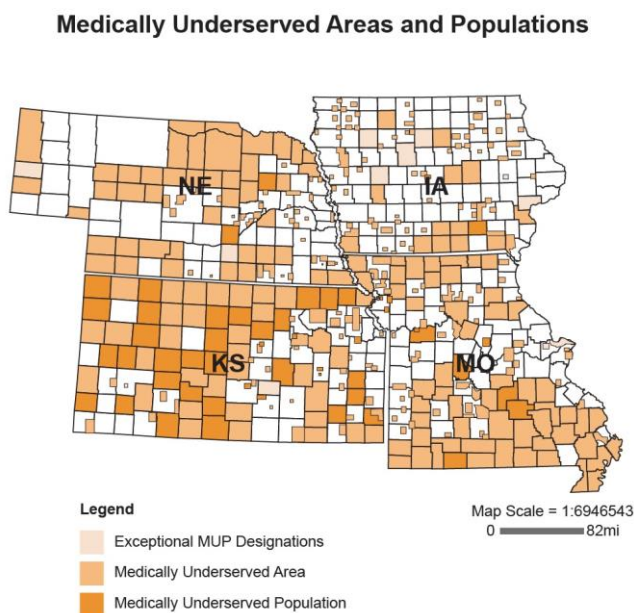 Medically Underserved Areas and Populations
NE
IA
KS
MO
Legend
Exceptional MUP Designations
Medically Underserved Area
Medically Underserved Population
Map Scale = 1:6946543
0 82mi